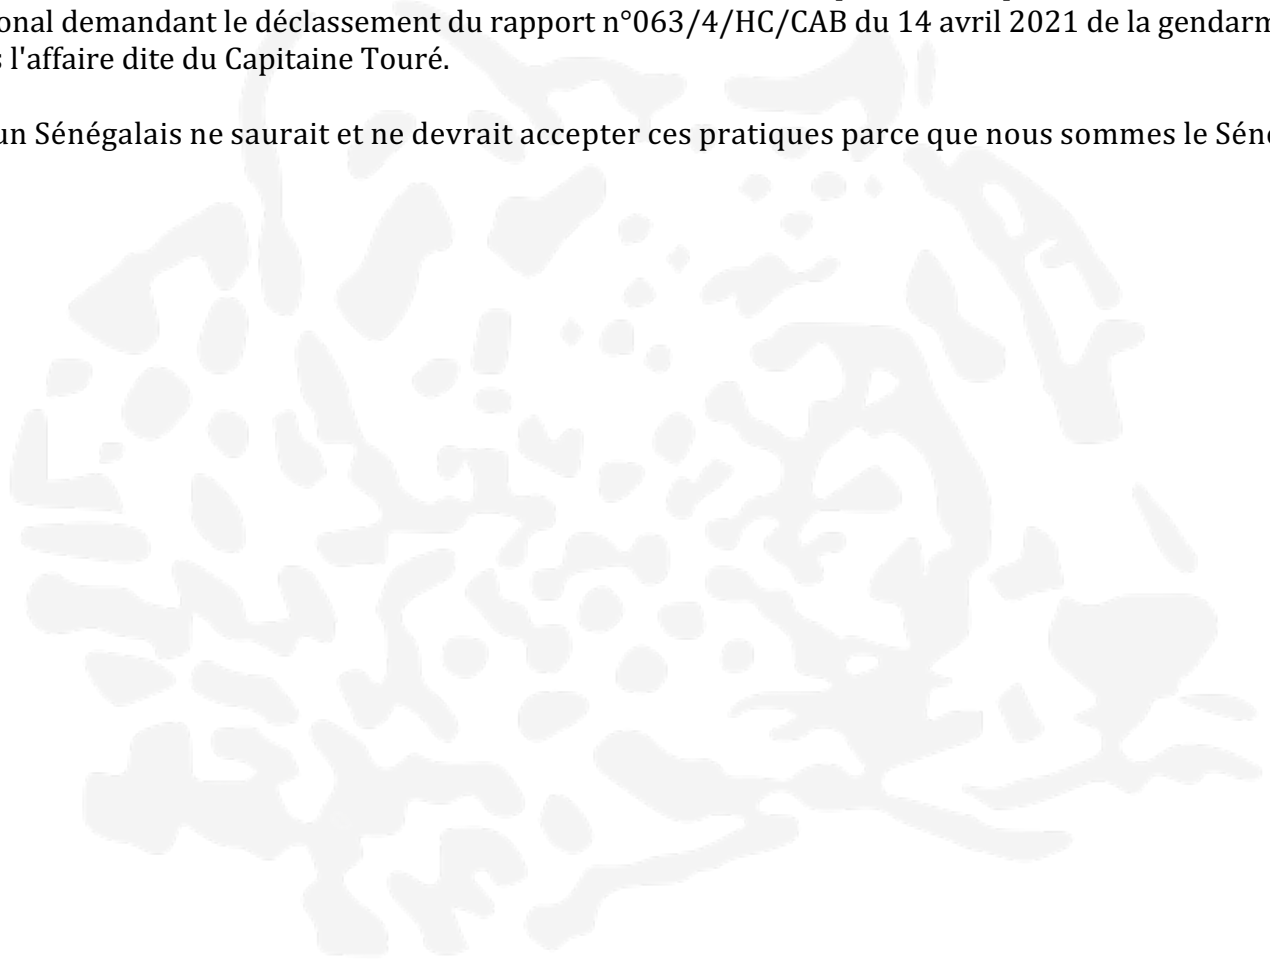 onal demandant le déclassement du rapport n°063/4/HC/CAB du 14 avril 2021 de la gendarm
s l'affaire dite du Capitaine Touré.
un Sénégalais ne saurait et ne devrait accepter ces pratiques parce que nous sommes le Séné